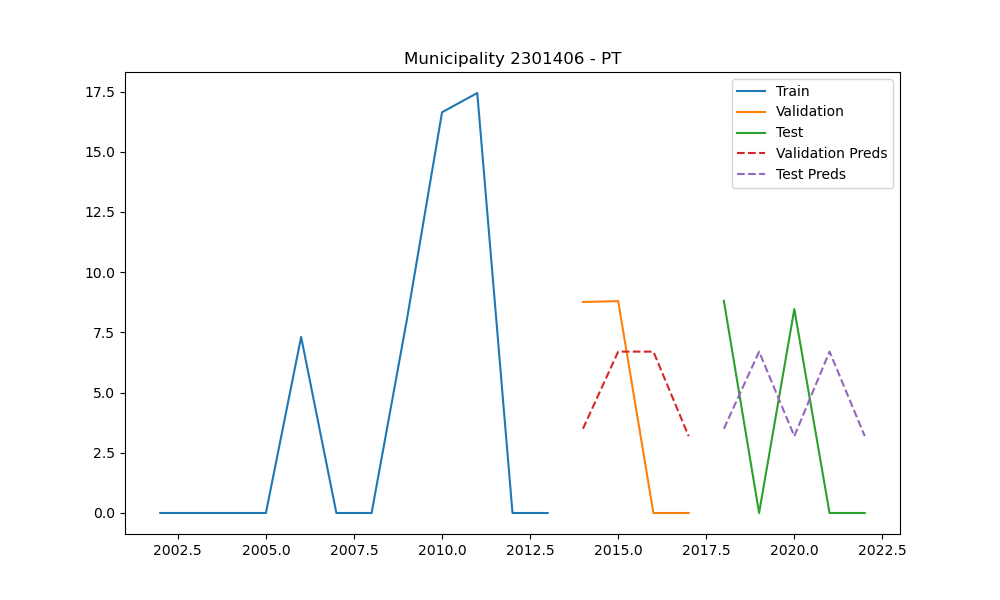 Municipality 2301406 - PT
Train
Validation
Test
Validation Preds
Test Preds
17.5
15.0
12.5
10.0
7.5
5.0
2.5
0.0
2002.5 2005.0 2007.5 2010.0 2012.5 2015.0 2017.5 2020.0 2022.5